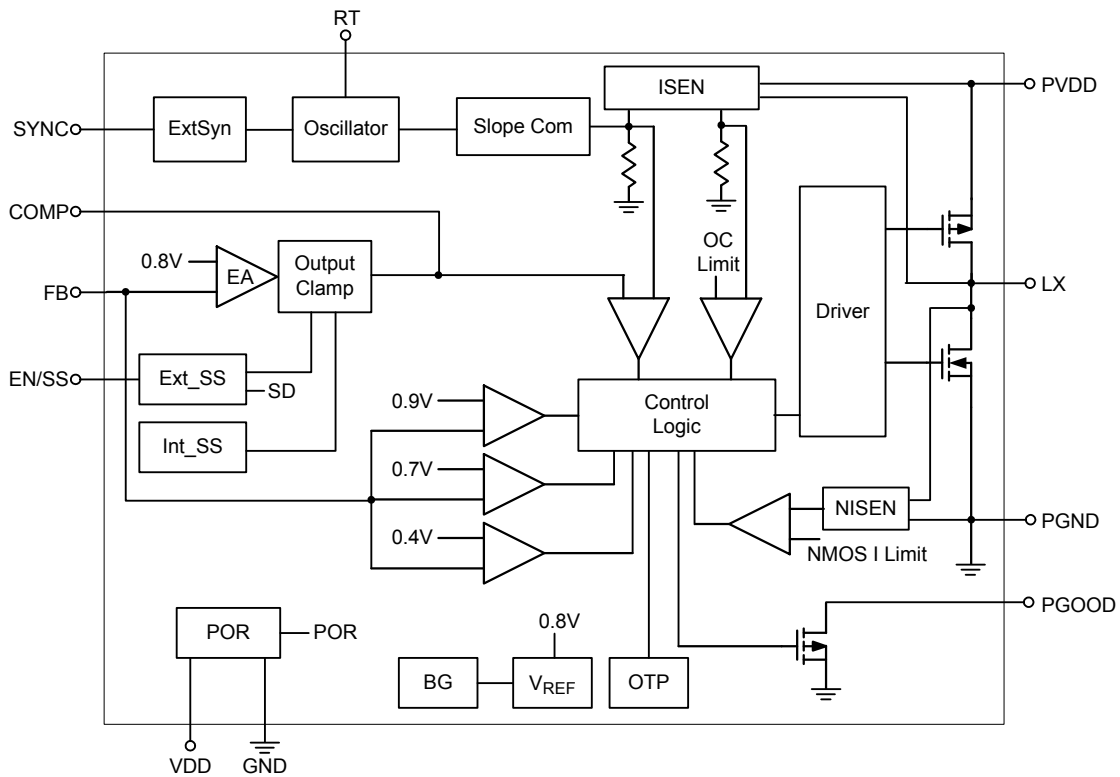 RT
ISEN
PVDD
SYNC
ExtSyn
Oscillator
Slope Com
COMP
OC
Limit
0.8V
EA
Output
Clamp
FB
LX
Driver
EN/SS
Ext_SS
SD
Control
Logic
0.9V
Int_SS
0.7V
NISEN
PGND
0.4V
NMOS I Limit
PGOOD
POR
POR
0.8V
BG
VREF
OTP
VDD
GND